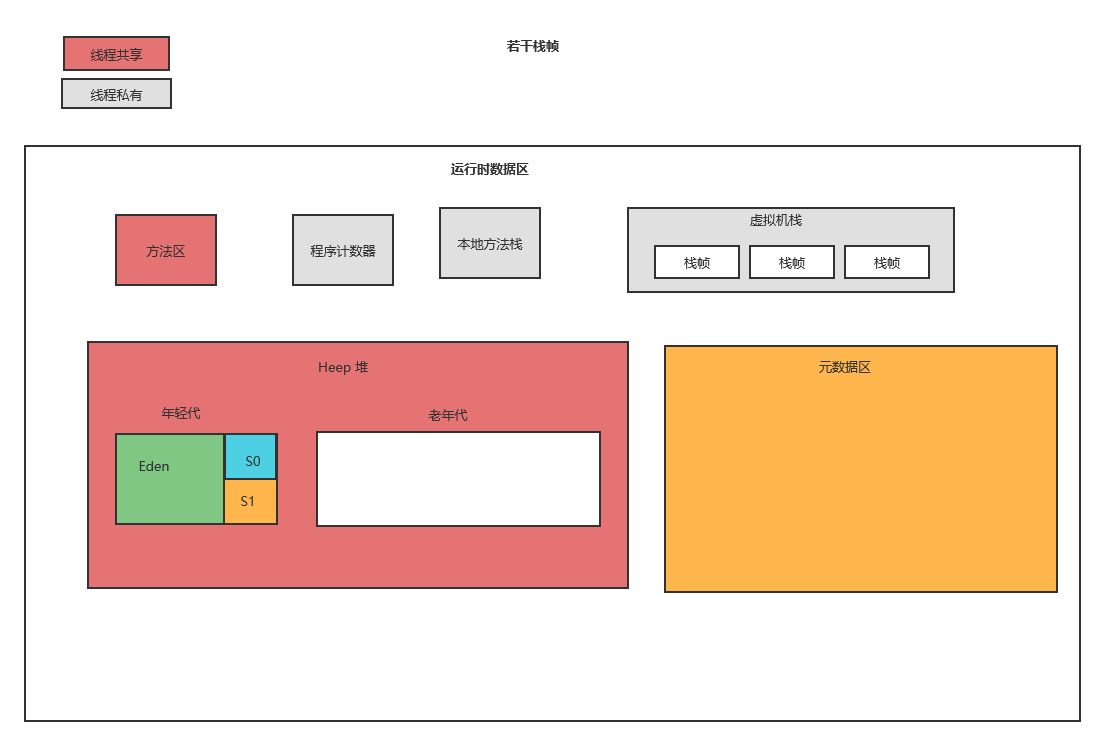 线程共享
若干栈帧
线程私有
运行时数据区
方法区
程序计数器
本地方法栈
虚拟机栈
栈帧
栈帧
栈帧
Heep 堆
年轻代
老年代
Eden
S0
S1
元数据区